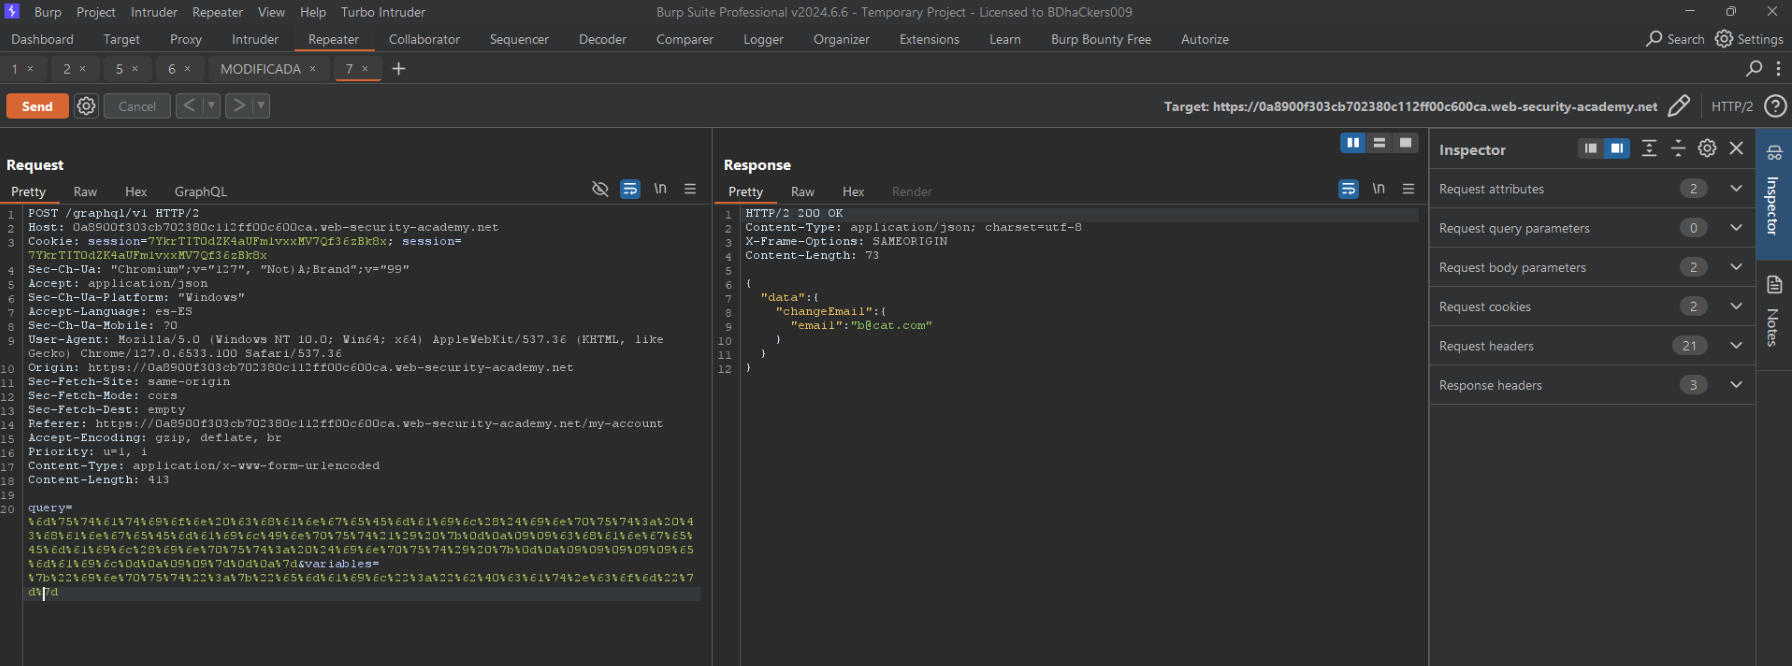 Burp Project Intruder Repeater View Help Turbo Intruder
Burp Suite Professional v2024.6.6 - Temporary Project - Licensed to BDhaCkers009
Dashboard Target Proxy Intruder Repeater Collaborator Sequencer Decoder Comparer Logger Organizer Extensions Learn Burp Bounty Free Autorize
Search Settings
1 × 2 × 5 × 6 × MODIFICADA × 7 × +
Send Cancel < >
Target: https://0a8900f303cb702380c112ff00c600ca.web-security-academy.net HTTP/2
Request
Pretty Raw Hex GraphQL \n
1 POST /graphql/v1 HTTP/2
2 Host: 0a8900f303cb702380c112ff00c600ca.web-security-academy.net
3 Cookie: session=7YkrTIT0dZK4aUFm1vxxMV7Qf36zBk8x; session=
7YkrTIT0dZK4aUFm1vxxMV7Qf36zBk8x
4 Sec-Ch-Ua: "Chromium";v="127", "Not)A;Brand";v="99"
5 Accept: application/json
6 Sec-Ch-Ua-Platform: "Windows"
7 Accept-Language: es-ES
8 Sec-Ch-Ua-Mobile: ?0
9 User-Agent: Mozilla/5.0 (Windows NT 10.0; Win64; x64) AppleWebKit/537.36 (KHTML, like
Gecko) Chrome/127.0.6533.100 Safari/537.36
10 Origin: https://0a8900f303cb702380c112ff00c600ca.web-security-academy.net
11 Sec-Fetch-Site: same-origin
12 Sec-Fetch-Mode: cors
13 Sec-Fetch-Dest: empty
14 Referer: https://0a8900f303cb702380c112ff00c600ca.web-security-academy.net/my-account
15 Accept-Encoding: gzip, deflate, br
16 Priority: u=1, i
17 Content-Type: application/x-www-form-urlencoded
18 Content-Length: 413
19
20 query=
%6d%75%74%61%74%69%6f%6e%20%63%68%61%6e%67%65%45%6d%61%69%6c%28%24%69%6e%70%75%74%3a%20%4
3%68%61%6e%67%65%45%6d%61%69%6c%49%6e%70%75%74%21%29%20%7b%0d%0a%09%09%63%68%61%6e%67%65%
45%6d%61%69%6c%28%69%6e%70%75%74%3a%20%24%69%6e%70%75%74%29%20%7b%0d%0a%09%09%09%09%09%65
%6d%61%69%6c%0d%0a%09%09%7d%0d%0a%7d&variables=
%7b%22%69%6e%70%75%74%22%3a%7b%22%65%6d%61%69%6c%22%3a%22%62%40%63%61%74%2e%63%6f%6d%22%7
d%7d
Response
Pretty Raw Hex Render \n
1 HTTP/2 200 OK
2 Content-Type: application/json; charset=utf-8
3 X-Frame-Options: SAMEORIGIN
4 Content-Length: 73
5
6 {
7 "data":{
8 "changeEmail":{
9 "email":"b@cat.com"
10 }
11 }
12 }
Inspector
Request attributes 2
Request query parameters 0
Request body parameters 2
Request cookies 2
Request headers 21
Response headers 3
Inspector
Notes